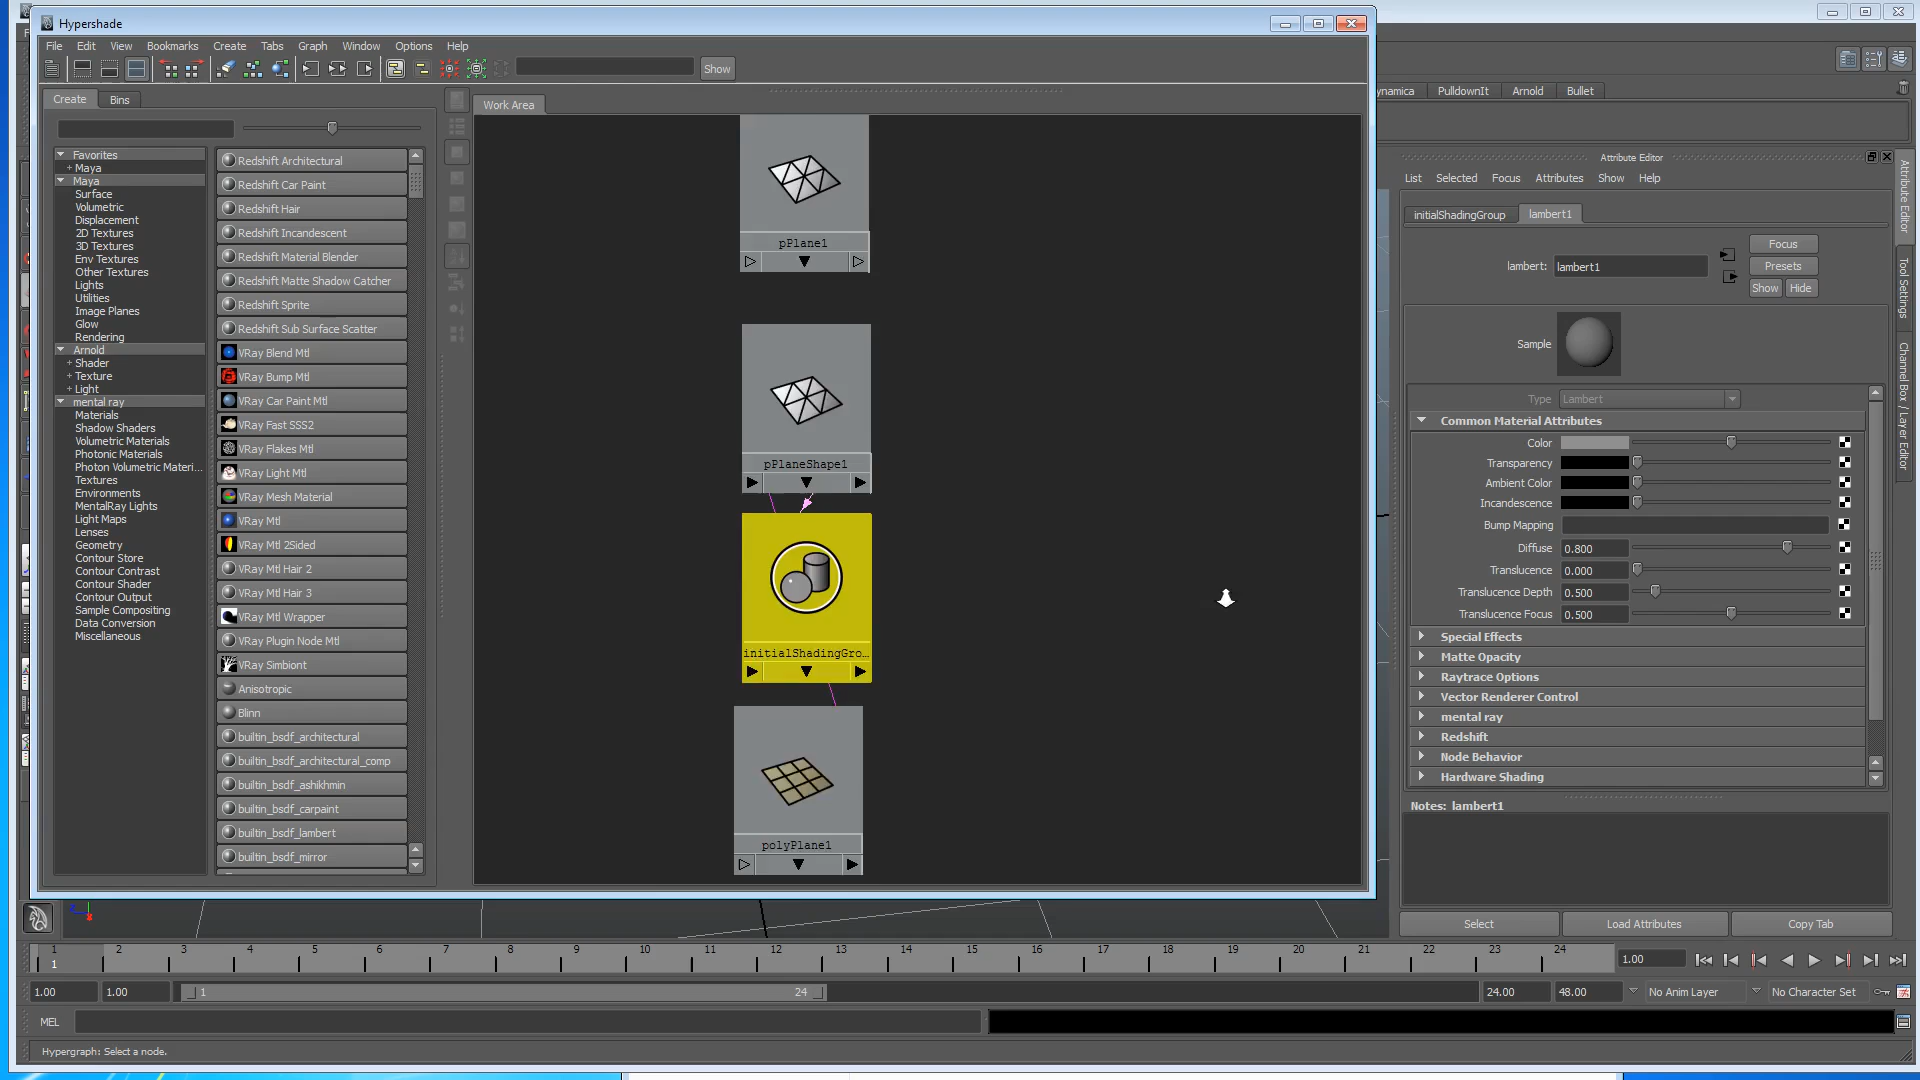 Hypershade
File Edit View Bookmarks Create Tabs Graph Window Options Help
Show
Create Bins
Work Area
Favorites
+ Maya
Maya
Surface
Volumetric
Displacement
2D Textures
3D Textures
Env Textures
Other Textures
Lights
Utilities
Image Planes
Glow
Rendering
Arnold
+ Shader
+ Texture
+ Light
mental ray
Materials
Shadow Shaders
Volumetric Materials
Photonic Materials
Photon Volumetric Materi...
Textures
Environments
MentalRay Lights
Light Maps
Lenses
Geometry
Contour Store
Contour Contrast
Contour Shader
Contour Output
Sample Compositing
Data Conversion
Miscellaneous
Redshift Architectural
Redshift Car Paint
Redshift Hair
Redshift Incandescent
Redshift Material Blender
Redshift Matte Shadow Catcher
Redshift Sprite
Redshift Sub Surface Scatter
VRay Blend Mtl
VRay Bump Mtl
VRay Car Paint Mtl
VRay Fast SSS2
VRay Flakes Mtl
VRay Light Mtl
VRay Mesh Material
VRay Mtl
VRay Mtl 2Sided
VRay Mtl Hair 2
VRay Mtl Hair 3
VRay Mtl Wrapper
VRay Plugin Node Mtl
VRay Simbiont
Anisotropic
Blinn
builtin_bsdf_architectural
builtin_bsdf_architectural_comp
builtin_bsdf_ashikhmin
builtin_bsdf_carpaint
builtin_bsdf_lambert
builtin_bsdf_mirror
pPlane1
pPlaneShape1
initialShadingGro...
polyPlane1
ynamica PulldownIt Arnold Bullet
Attribute Editor
List Selected Focus Attributes Show Help
initialShadingGroup lambert1
lambert: lambert1
Focus
Presets
Show Hide
Sample
Type Lambert
Common Material Attributes
Color
Transparency
Ambient Color
Incandescence
Bump Mapping
Diffuse 0.800
Translucence 0.000
Translucence Depth 0.500
Translucence Focus 0.500
Special Effects
Matte Opacity
Raytrace Options
Vector Renderer Control
mental ray
Redshift
Node Behavior
Hardware Shading
Notes: lambert1
Select Load Attributes Copy Tab
Attribute Editor
Tool Settings
Channel Box / Layer Editor
1 2 3 4 5 6 7 8 9 10 11 12 13 14 15 16 17 18 19 20 21 22 23 24
1
1.00
1.00 1.00 1 24 24.00 48.00 No Anim Layer No Character Set
MEL
Hypergraph: Select a node.